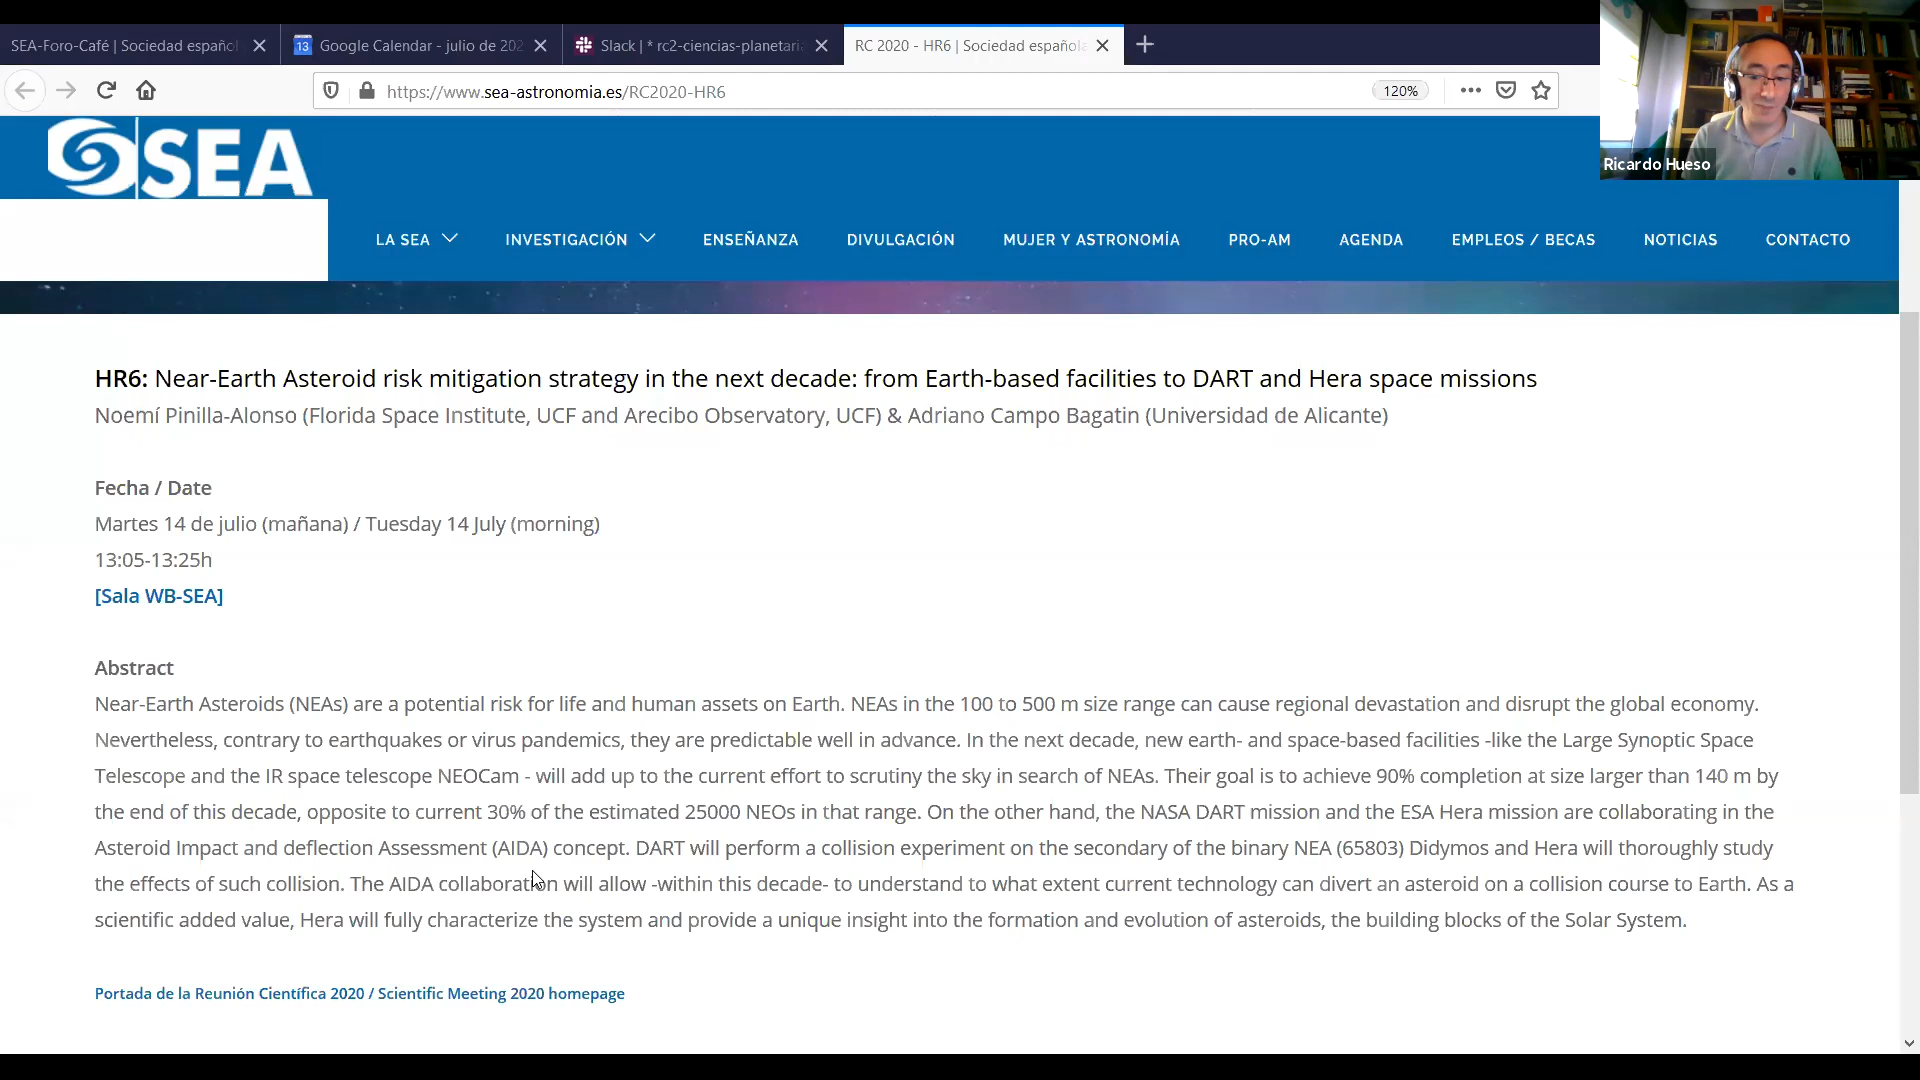 SEA-Foro-Café | Sociedad español
13 Google Calendar - julio de 202
Slack | * rc2-ciencias-planetaria
RC 2020 - HR6 | Sociedad española
https://www.sea-astronomia.es/RC2020-HR6
120%
Ricardo Hueso
SEA
LA SEA
INVESTIGACIÓN
ENSEÑANZA
DIVULGACIÓN
MUJER Y ASTRONOMÍA
PRO-AM
AGENDA
EMPLEOS / BECAS
NOTICIAS
CONTACTO
HR6: Near-Earth Asteroid risk mitigation strategy in the next decade: from Earth-based facilities to DART and Hera space missions
Noemí Pinilla-Alonso (Florida Space Institute, UCF and Arecibo Observatory, UCF) & Adriano Campo Bagatin (Universidad de Alicante)
Fecha / Date
Martes 14 de julio (mañana) / Tuesday 14 July (morning)
13:05-13:25h
[Sala WB-SEA]
Abstract
Near-Earth Asteroids (NEAs) are a potential risk for life and human assets on Earth. NEAs in the 100 to 500 m size range can cause regional devastation and disrupt the global economy.
Nevertheless, contrary to earthquakes or virus pandemics, they are predictable well in advance. In the next decade, new earth- and space-based facilities -like the Large Synoptic Space
Telescope and the IR space telescope NEOCam - will add up to the current effort to scrutiny the sky in search of NEAs. Their goal is to achieve 90% completion at size larger than 140 m by
the end of this decade, opposite to current 30% of the estimated 25000 NEOs in that range. On the other hand, the NASA DART mission and the ESA Hera mission are collaborating in the
Asteroid Impact and deflection Assessment (AIDA) concept. DART will perform a collision experiment on the secondary of the binary NEA (65803) Didymos and Hera will thoroughly study
the effects of such collision. The AIDA collaboration will allow -within this decade- to understand to what extent current technology can divert an asteroid on a collision course to Earth. As a
scientific added value, Hera will fully characterize the system and provide a unique insight into the formation and evolution of asteroids, the building blocks of the Solar System.
Portada de la Reunión Científica 2020 / Scientific Meeting 2020 homepage